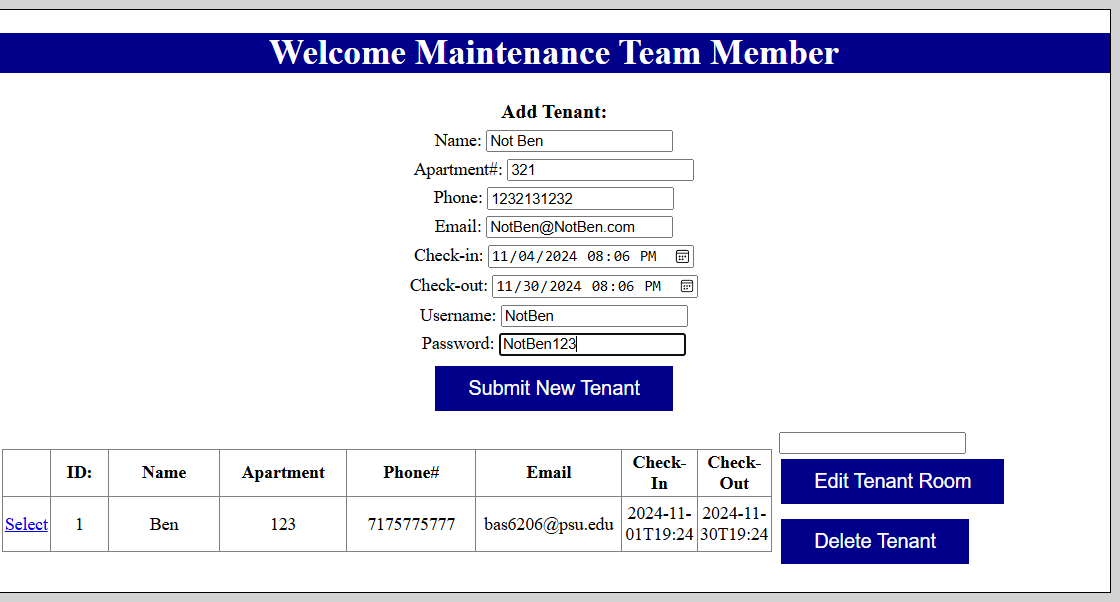 Welcome Maintenance Team Member
Add Tenant:
Name: Not Ben
Apartment#: 321
Phone: 1232131232
Email: NotBen@NotBen.com
Check-in: 11/04/2024 08:06 PM
Check-out: 11/30/2024 08:06 PM
Username: NotBen
Password: NotBen123
Submit New Tenant
ID: Name Apartment Phone# Email Check-In Check-Out
Select 1 Ben 123 7175775777 bas6206@psu.edu 2024-11-01T19:24 2024-11-30T19:24
Edit Tenant Room
Delete Tenant